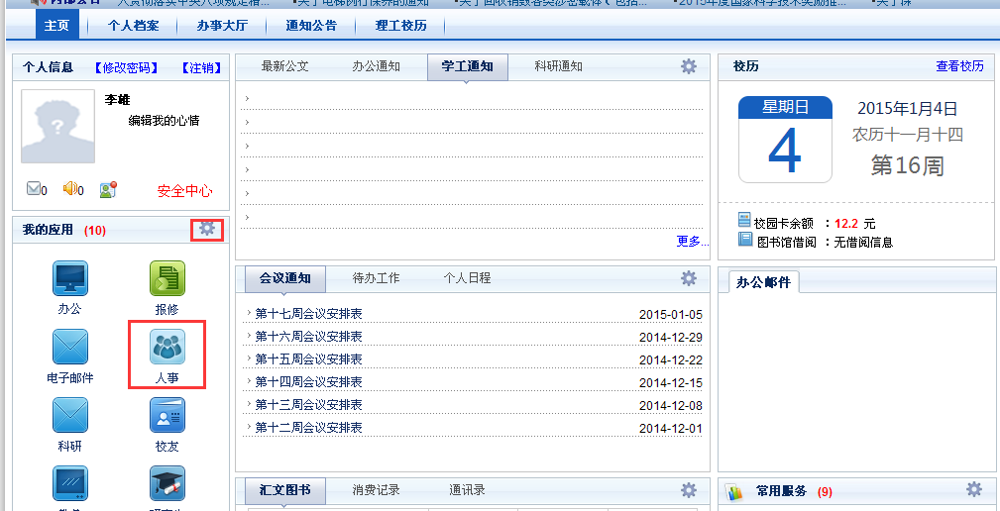 主页 个人档案 办事大厅 通知公告 理工校历
个人信息 【修改密码】 【注销】
李雄
编辑我的心情
0 0 安全中心
我的应用 (10)
办公 报修
电子邮件 人事
科研 校友
最新公文 办公通知 学工通知 科研通知
更多...
会议通知 待办工作 个人日程
第十七周会议安排表 2015-01-05
第十六周会议安排表 2014-12-29
第十五周会议安排表 2014-12-22
第十四周会议安排表 2014-12-15
第十三周会议安排表 2014-12-08
第十二周会议安排表 2014-12-01
汇文图书 消费记录 通讯录
校历 查看校历
星期日
4
2015年1月4日
农历十一月十四
第16周
校园卡余额 : 12.2 元
图书馆借阅 : 无借阅信息
办公邮件
常用服务 (9)